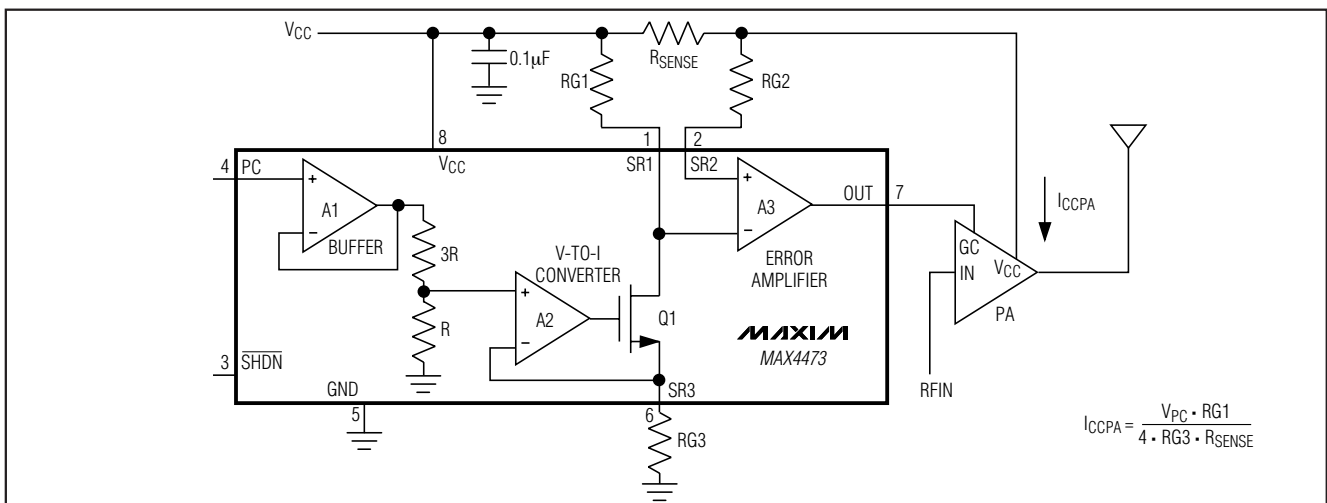 VCC
0.1µF
RG1
RSENSE
RG2
8
VCC
1
SR1
2
SR2
4
PC
+
A1
−
BUFFER
3R
R
V-TO-I
CONVERTER
+
A2
−
Q1
+
A3
−
ERROR
AMPLIFIER
OUT
7
MAXIM
MAX4473
3
SHDN
GND
5
SR3
6
RG3
ICCPA
GC
IN
VCC
PA
RFIN
ICCPA = VPC • RG1
4 • RG3 • RSENSE